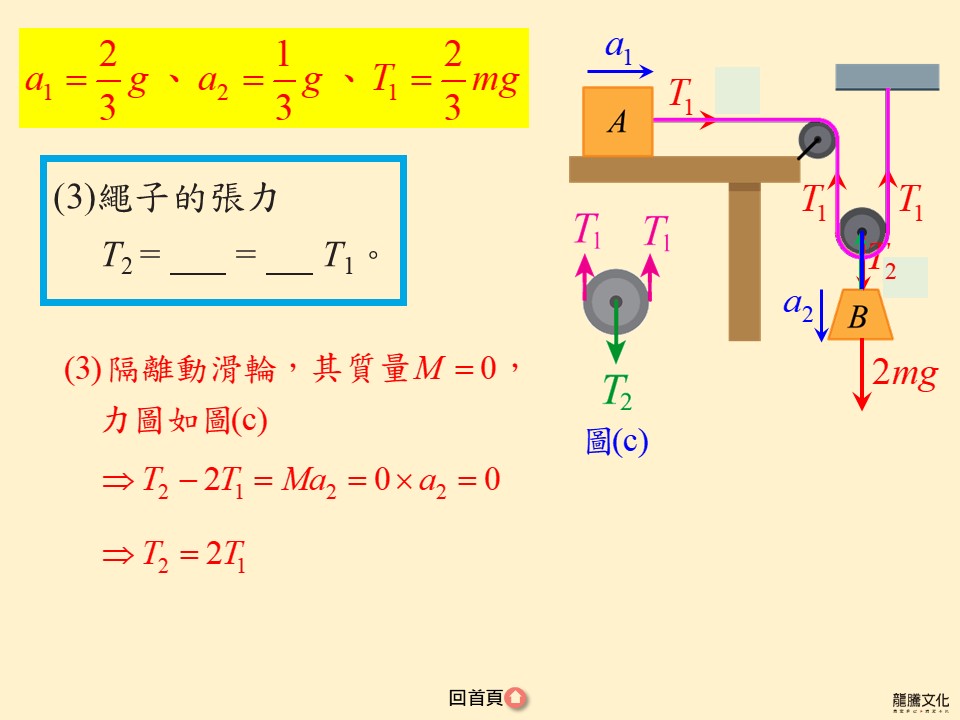 a₁ = 2/3 g、a₂ = 1/3 g、T₁ = 2/3 mg
(3)繩子的張力
T₂ = ___ = ___ T₁。
(3)隔離動滑輪，其質量M = 0，
力圖如圖(c)
⇒ T₂ − 2T₁ = Ma₂ = 0 × a₂ = 0
⇒ T₂ = 2T₁
a₁
A
T₁
T₁
T₁
T₂
a₂
B
2mg
T₁
T₁
T₂
圖(c)
回首頁
龍騰文化